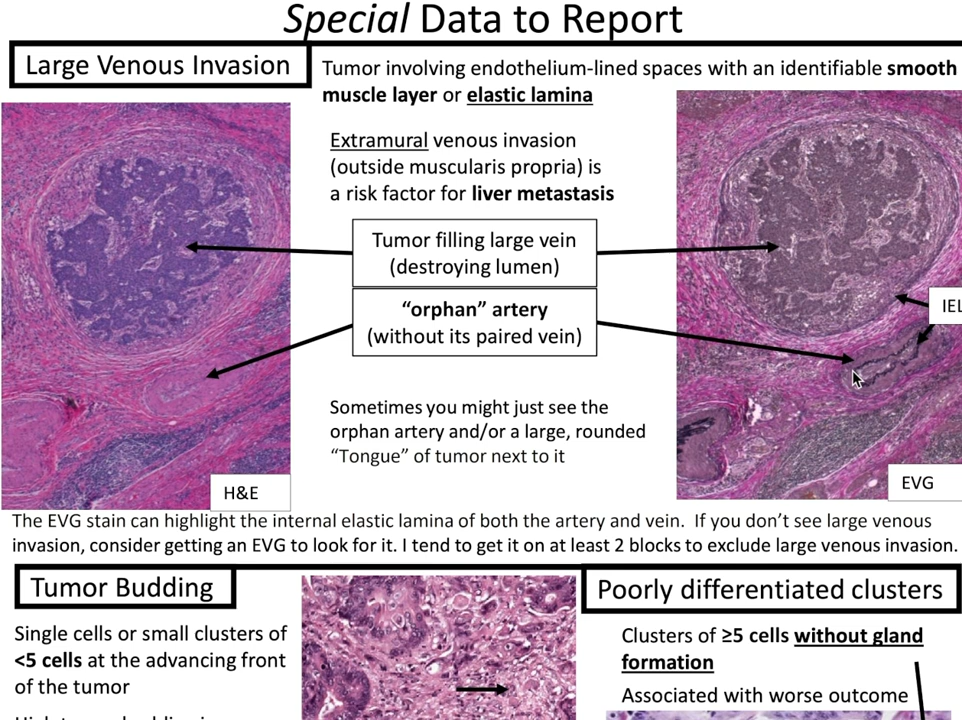 Special Data to Report
Large Venous Invasion
Tumor involving endothelium-lined spaces with an identifiable smooth
muscle layer or elastic lamina
Extramural venous invasion
(outside muscularis propria) is
a risk factor for liver metastasis
Tumor filling large vein
(destroying lumen)
"orphan" artery
(without its paired vein)
IEL
Sometimes you might just see the
orphan artery and/or a large, rounded
"Tongue" of tumor next to it
H&E
EVG
The EVG stain can highlight the internal elastic lamina of both the artery and vein. If you don't see large venous
invasion, consider getting an EVG to look for it. I tend to get it on at least 2 blocks to exclude large venous invasion.
Tumor Budding
Single cells or small clusters of
<5 cells at the advancing front
of the tumor
Poorly differentiated clusters
Clusters of ≥5 cells without gland
formation
Associated with worse outcome